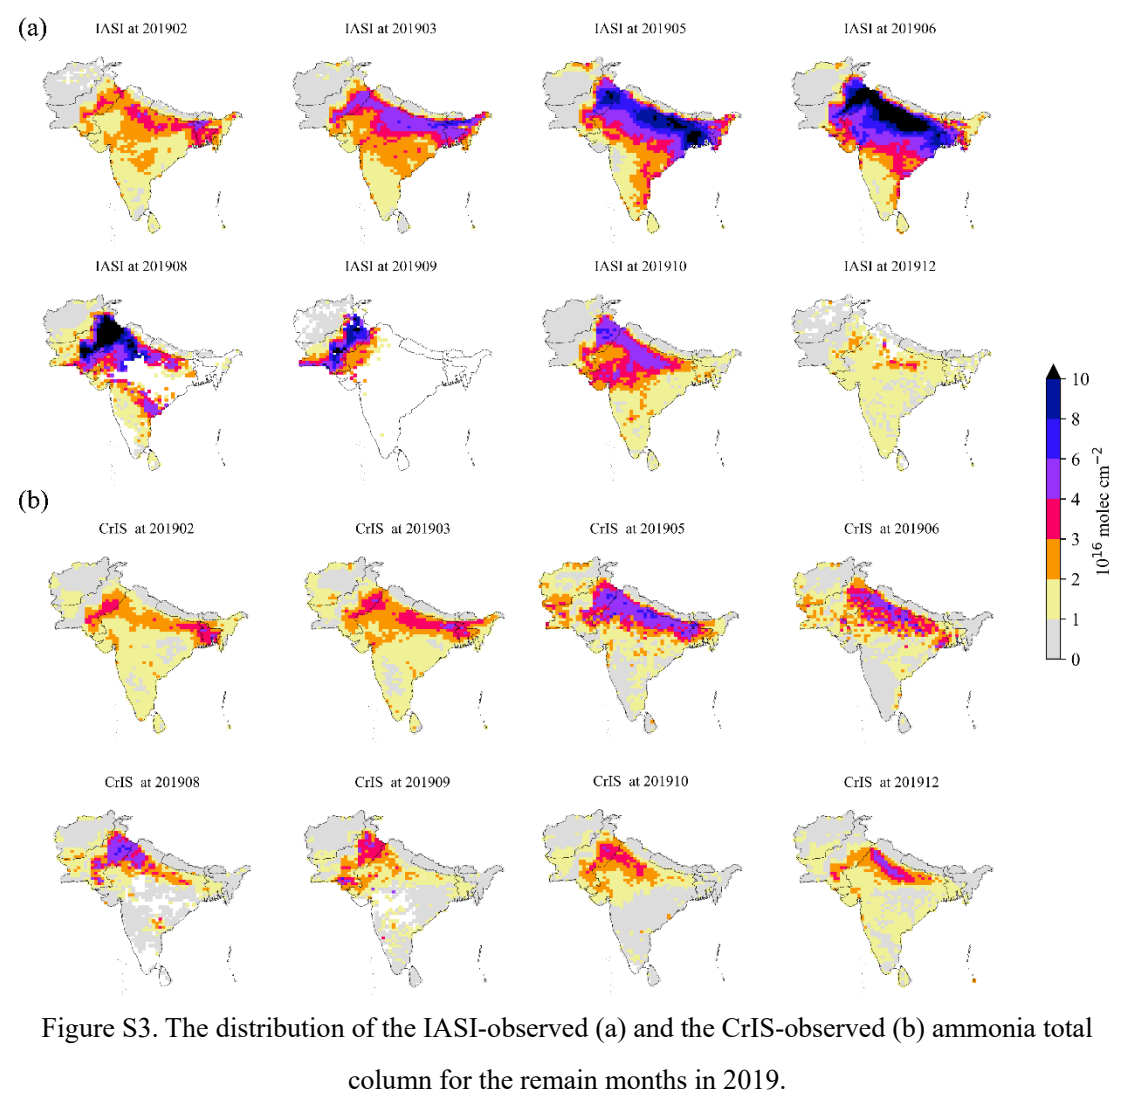 (a)
IASI at 201902
IASI at 201903
IASI at 201905
IASI at 201906
IASI at 201908
IASI at 201909
IASI at 201910
IASI at 201912
(b)
CrIS at 201902
CrIS at 201903
CrIS at 201905
CrIS at 201906
CrIS at 201908
CrIS at 201909
CrIS at 201910
CrIS at 201912
10
8
6
4
3
2
1
0
10¹⁶ molec cm⁻²
Figure S3. The distribution of the IASI-observed (a) and the CrIS-observed (b) ammonia total
column for the remain months in 2019.